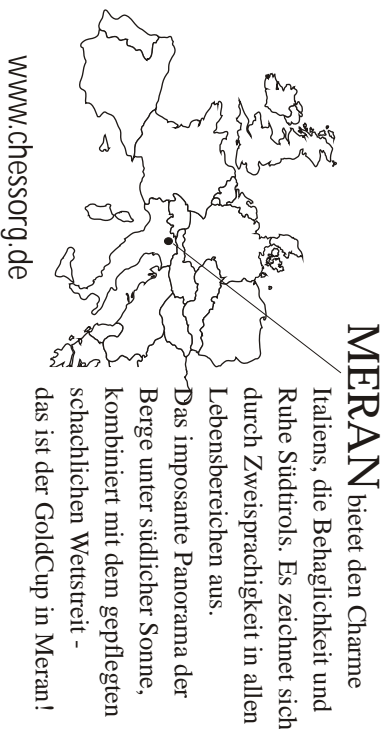 MERAN bietet den Charme
Italiens, die Behaglichkeit und
Ruhe Südtirols. Es zeichnet sich
durch Zweisprachigkeit in allen
Lebensbereichen aus.
Das imposante Panorama der
Berge unter südlicher Sonne,
kombiniert mit dem gepflegten
schachlichen Wettstreit -
das ist der GoldCup in Meran!
www.chessorg.de